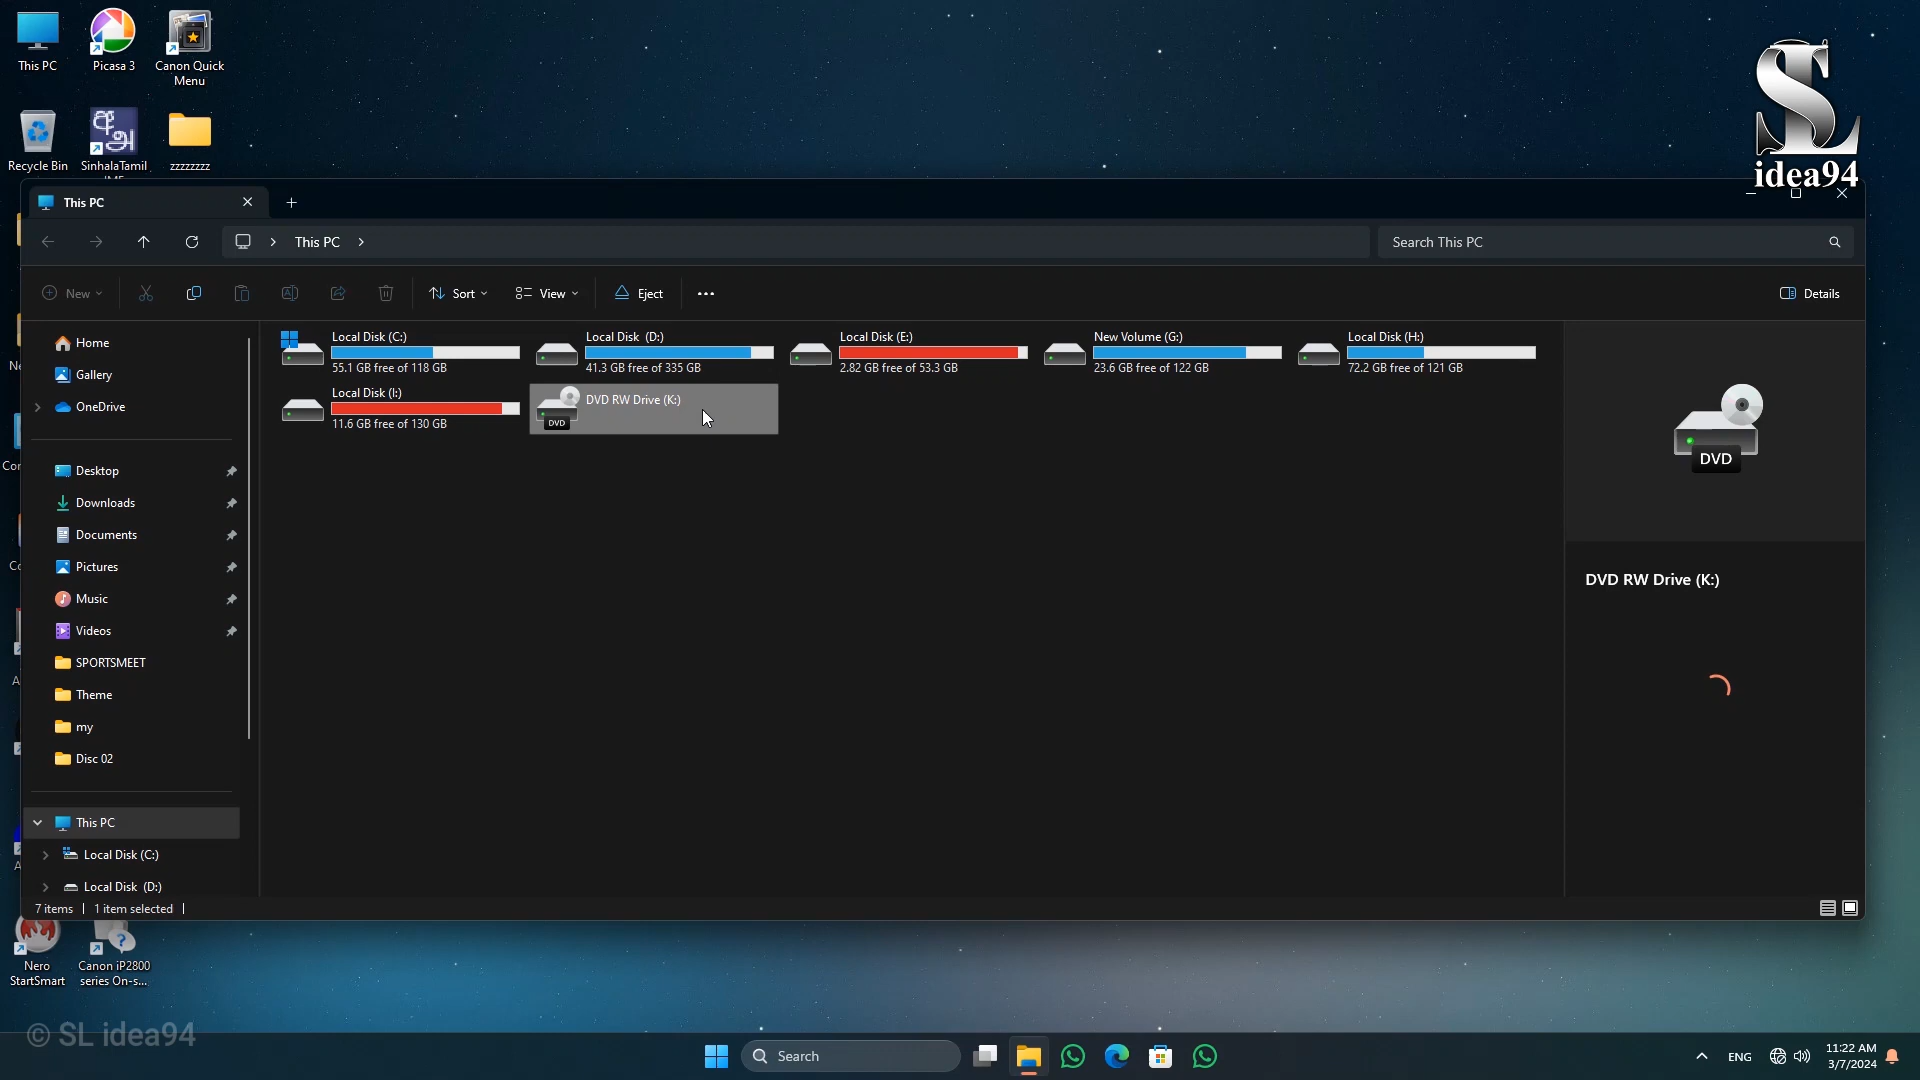 This PC
Picasa 3
Canon Quick
Menu
Recycle Bin
SinhalaTamil
zzzzzzzz
SL
idea94
අ
அ
This PC
This PC
Search This PC
New
Sort
View
Eject
Details
Home
Gallery
OneDrive
Desktop
Downloads
Documents
Pictures
Music
Videos
SPORTSMEET
Theme
my
Disc 02
This PC
Local Disk (C:)
Local Disk (D:)
Local Disk (C:)
55.1 GB free of 118 GB
Local Disk (D:)
41.3 GB free of 335 GB
Local Disk (E:)
2.82 GB free of 53.3 GB
New Volume (G:)
23.6 GB free of 122 GB
Local Disk (H:)
72.2 GB free of 121 GB
Local Disk (I:)
11.6 GB free of 130 GB
DVD RW Drive (K:)
DVD
DVD
DVD RW Drive (K:)
7 items
1 item selected
Nero
StartSmart
Canon iP2800
series On-s...
© SL idea94
Search
ENG
11:22 AM
3/7/2024